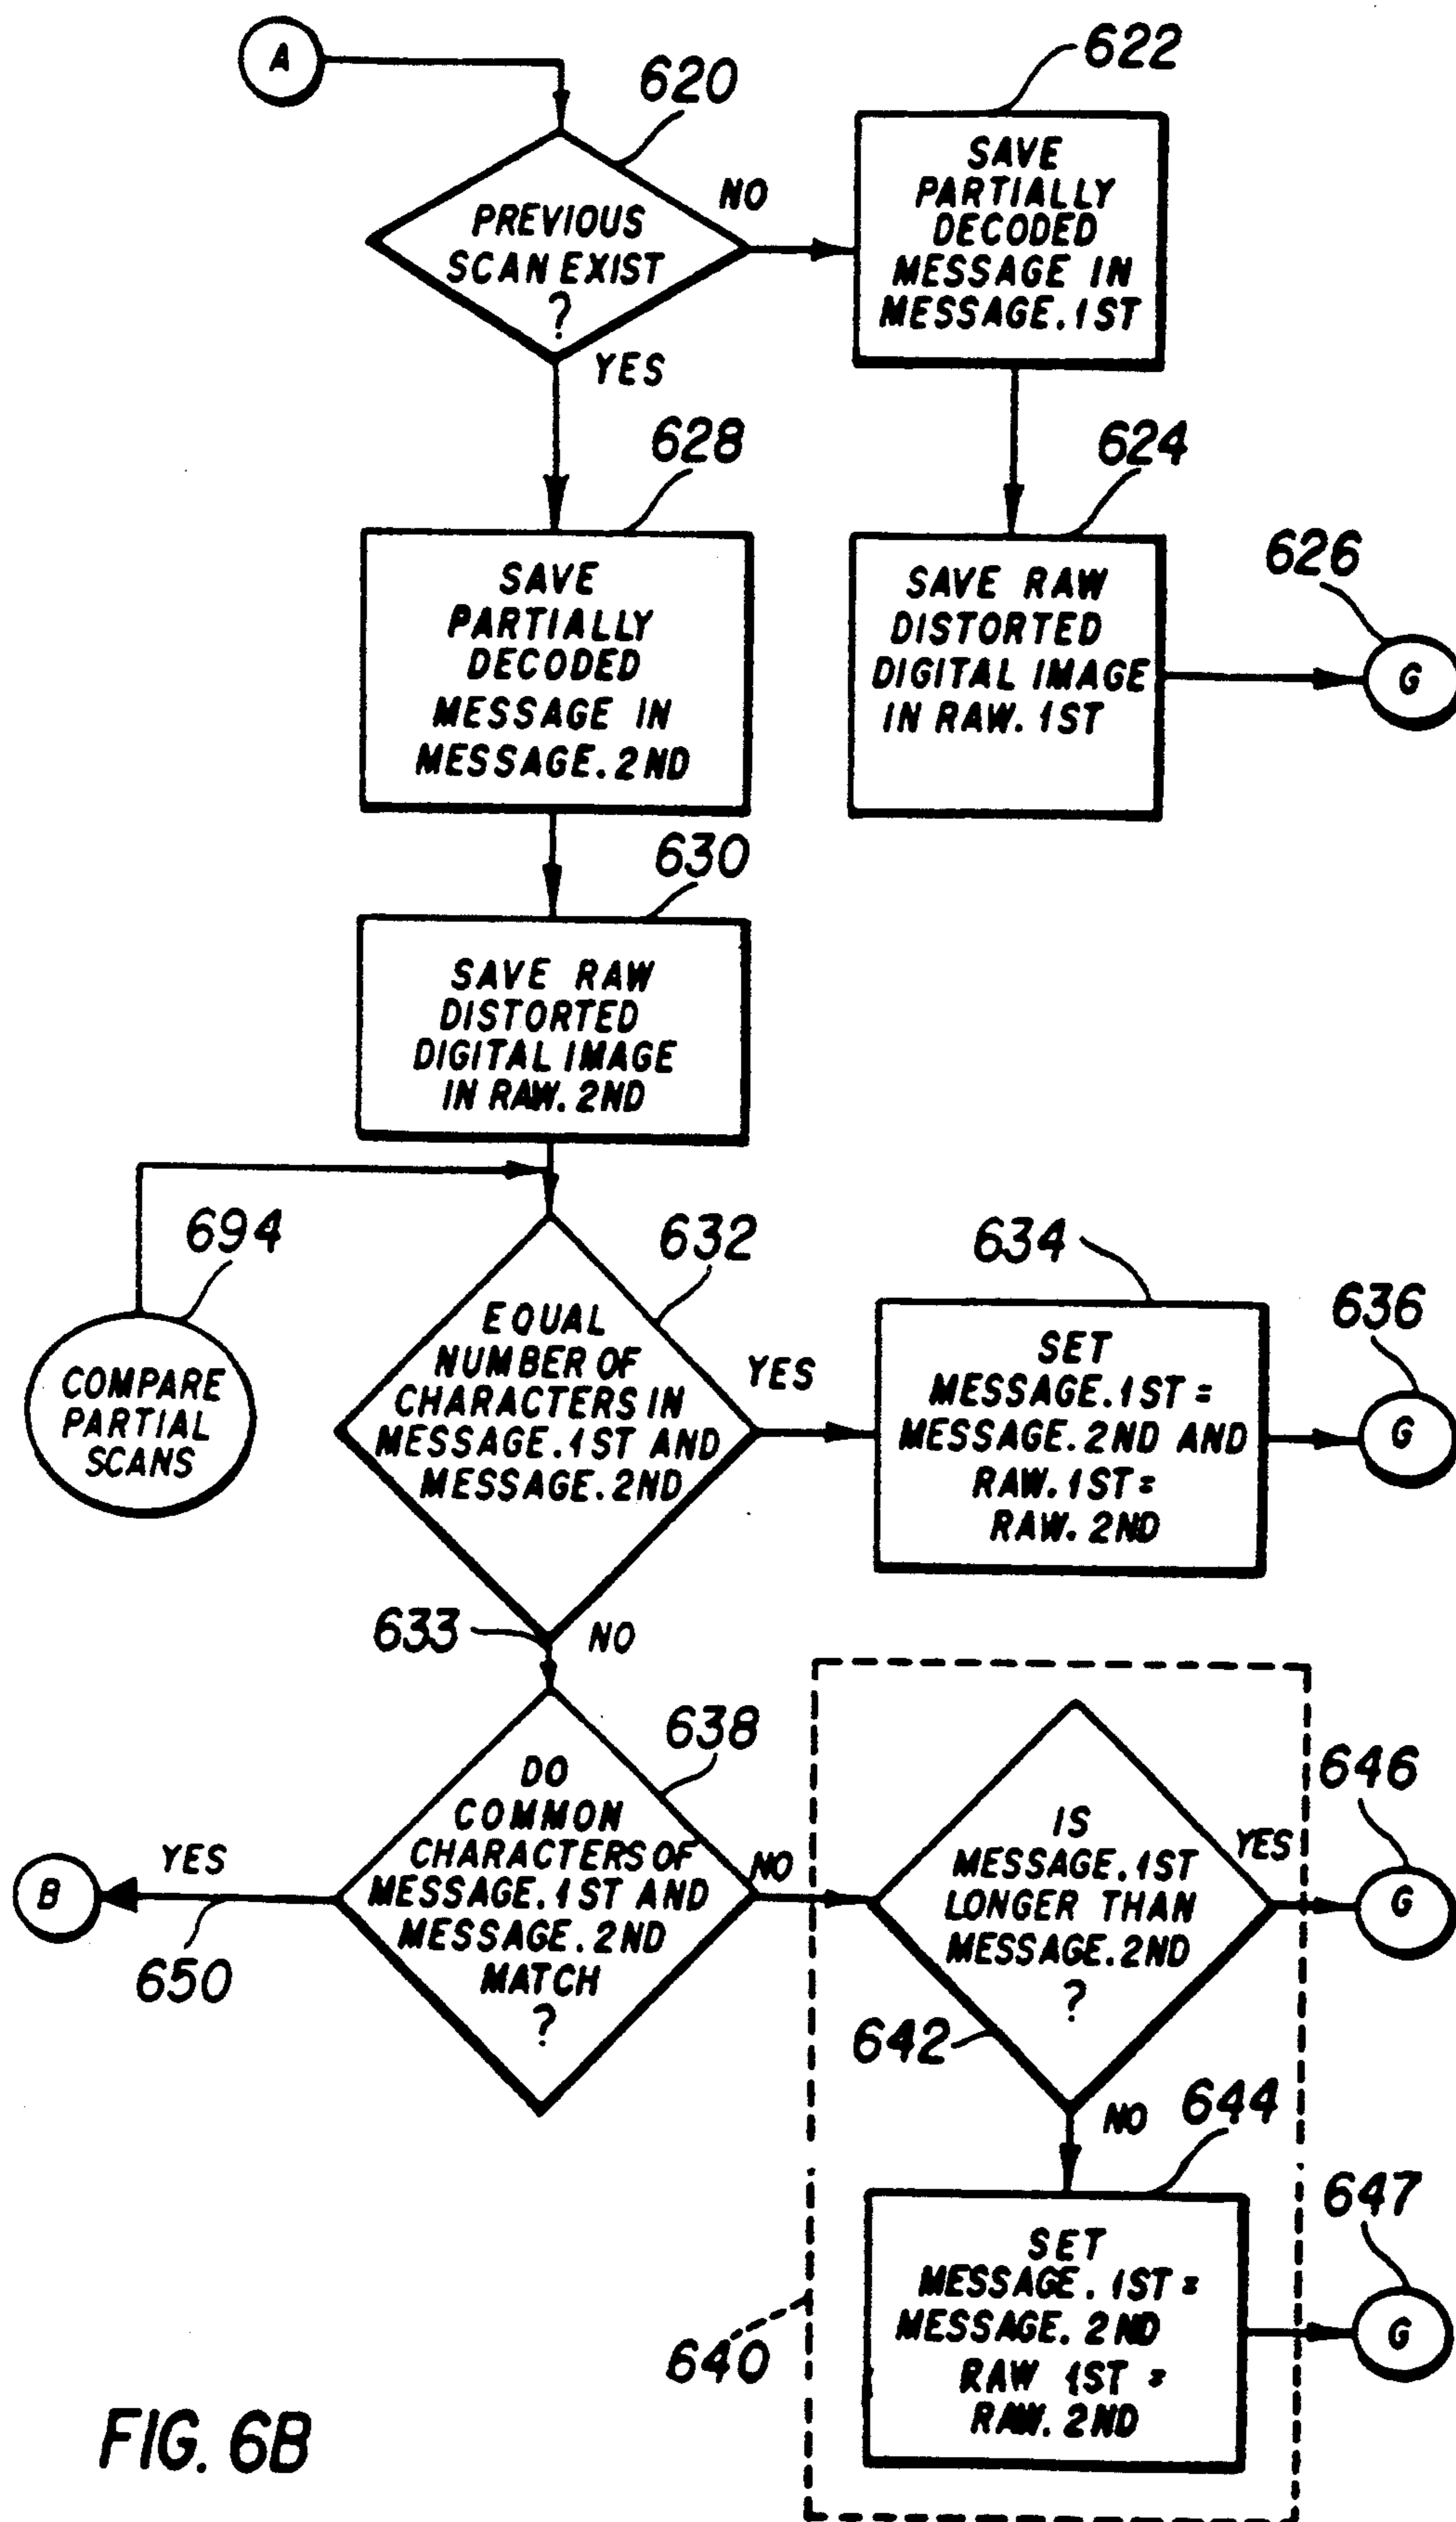 A
620
PREVIOUS
SCAN EXIST
?
NO
YES
622
SAVE
PARTIALLY
DECODED
MESSAGE IN
MESSAGE.1ST
628
SAVE
PARTIALLY
DECODED
MESSAGE IN
MESSAGE.2ND
624
SAVE RAW
DISTORTED
DIGITAL IMAGE
IN RAW.1ST
626
G
630
SAVE RAW
DISTORTED
DIGITAL IMAGE
IN RAW.2ND
694
COMPARE
PARTIAL
SCANS
632
EQUAL
NUMBER OF
CHARACTERS IN
MESSAGE.1ST AND
MESSAGE.2ND
YES
634
SET
MESSAGE.1ST=
MESSAGE.2ND AND
RAW.1ST=
RAW.2ND
636
G
633
NO
638
DO
COMMON
CHARACTERS OF
MESSAGE.1ST AND
MESSAGE.2ND
MATCH
?
YES
B
650
NO
IS
MESSAGE.1ST
LONGER THAN
MESSAGE.2ND
?
642
YES
646
G
NO
644
SET
MESSAGE.1ST=
MESSAGE.2ND
RAW 1ST =
RAW.2ND
647
G
640
FIG. 6B